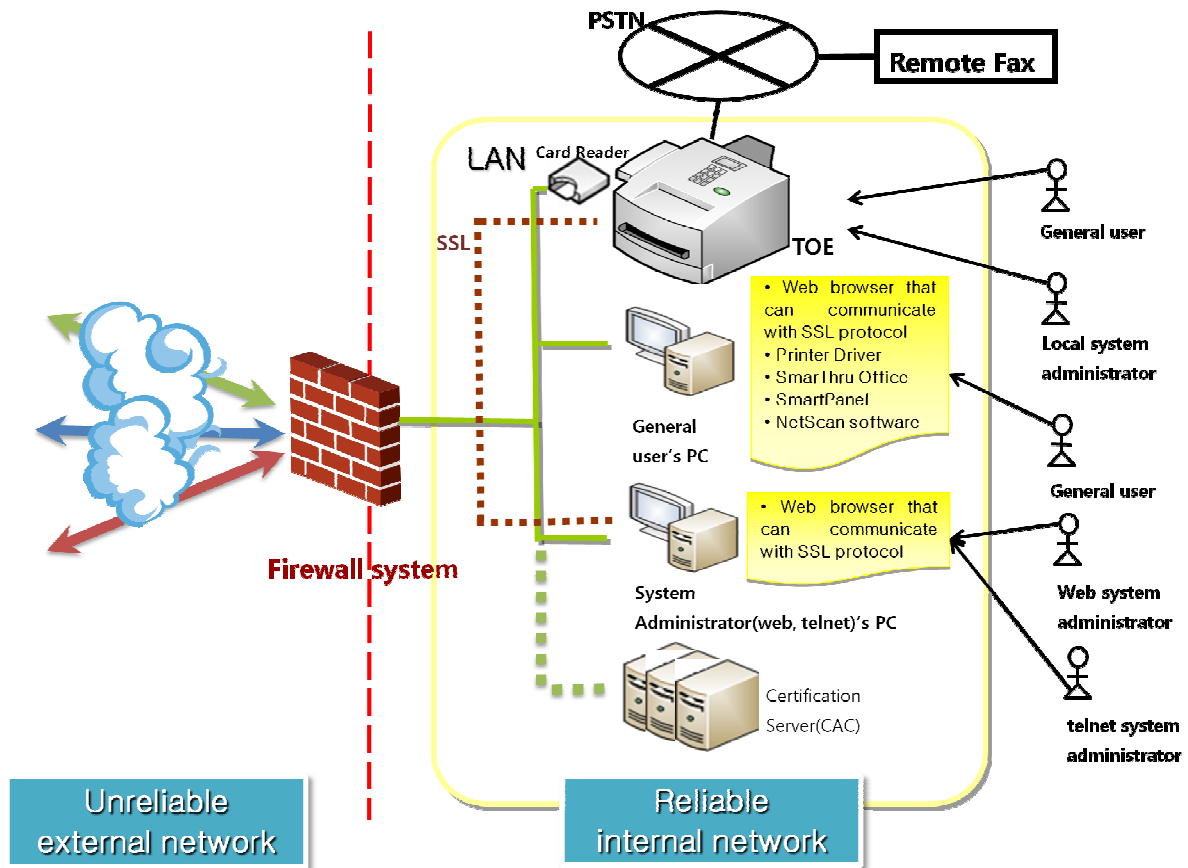 PSTN
Remote Fax
LAN
Card Reader
SSL
TOE
General user
• Web browser that
can communicate
with SSL protocol
• Printer Driver
• SmarThru Office
• SmartPanel
• NetScan software
Local system
administrator
General
user's PC
General user
• Web browser that
can communicate
with SSL protocol
Firewall system
System
Administrator(web, telnet)'s PC
Web system
administrator
Certification
Server(CAC)
telnet system
administrator
Unreliable
external network
Reliable
internal network